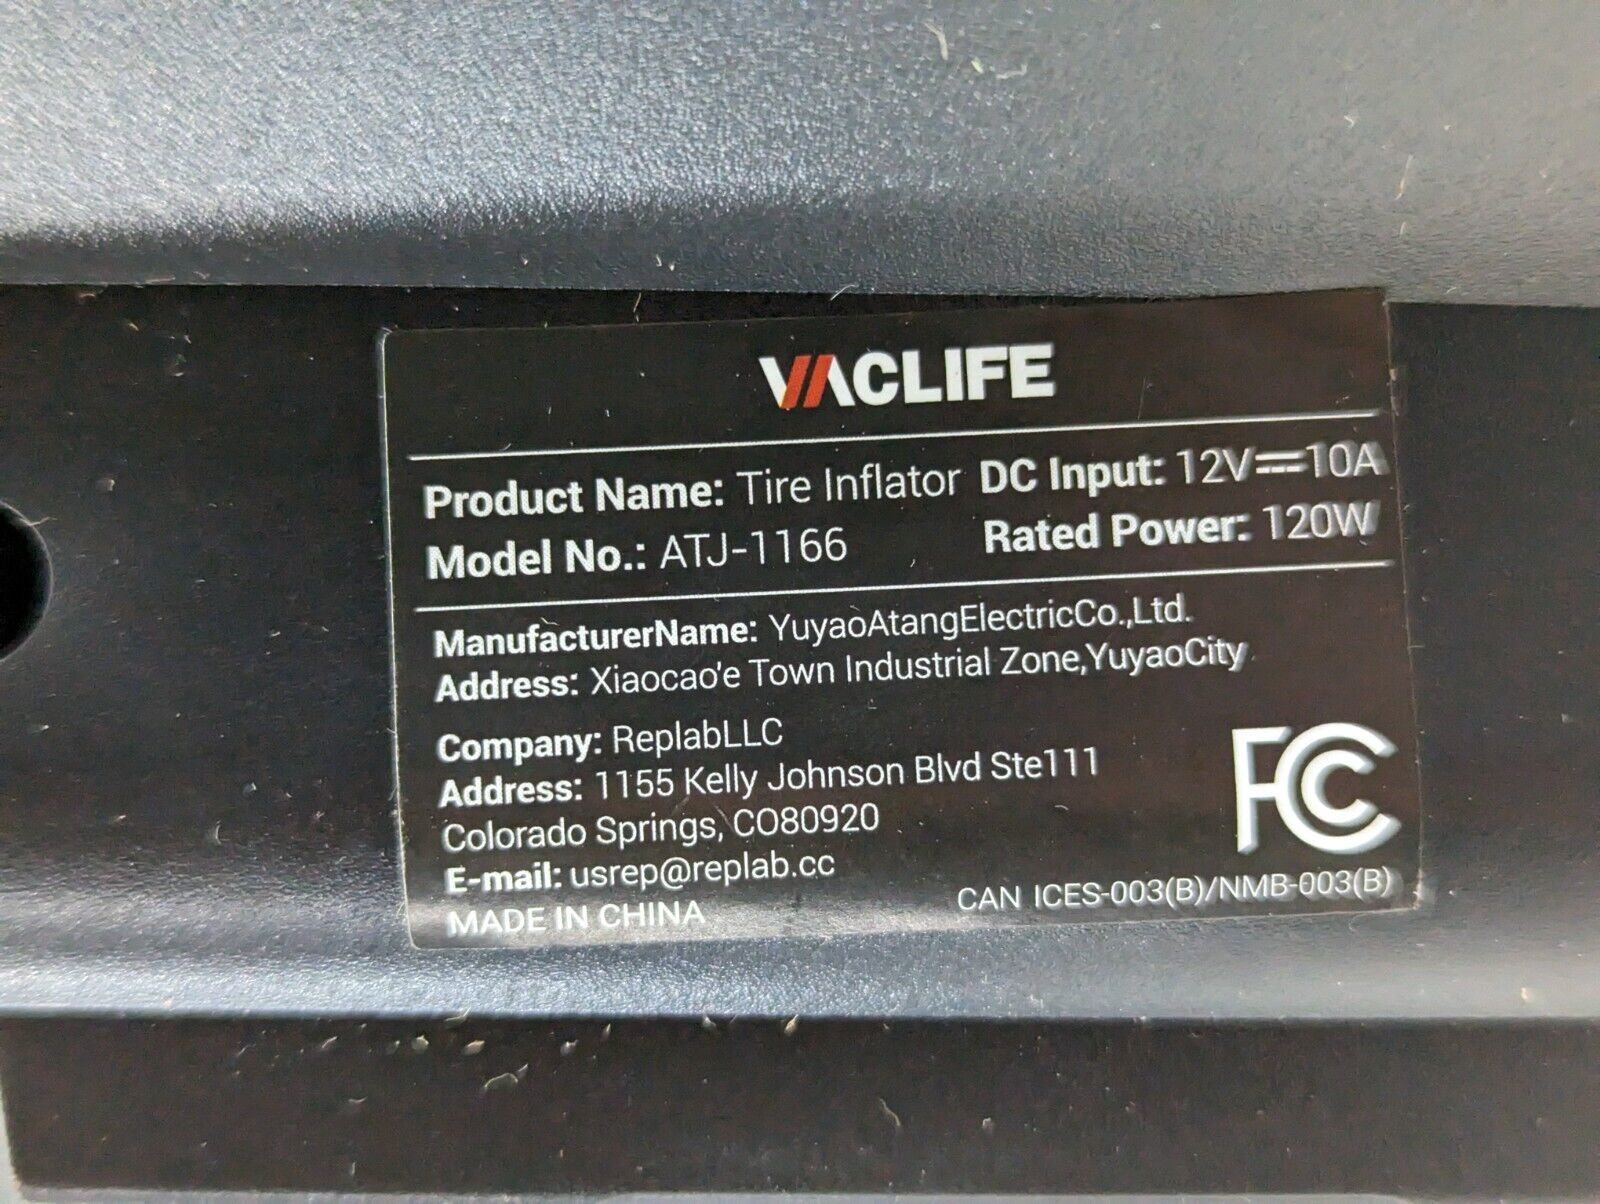 VACLIFE
Product Name: Tire Inflator DC Input: 12V⎓10A
Model No.: ATJ-1166 Rated Power: 120W
ManufacturerName: YuyaoAtangElectricCo.,Ltd.
Address: Xiaocao'e Town Industrial Zone,YuyaoCity
Company: ReplabLLC
Address: 1155 Kelly Johnson Blvd Ste111
Colorado Springs, CO80920
E-mail: usrep@replab.cc
MADE IN CHINA
FC
CAN ICES-003(B)/NMB-003(B)